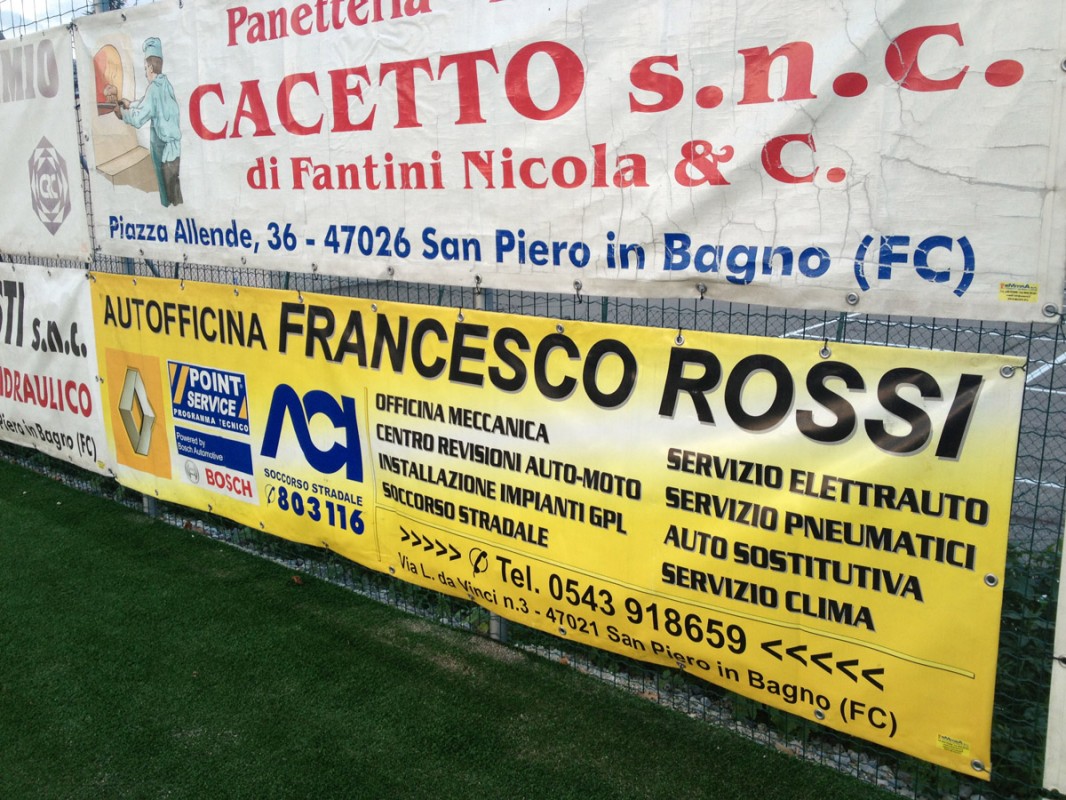 Panetteria
CACETTO s.n.c.
di Fantini Nicola & C.
Piazza Allende, 36 - 47026 San Piero in Bagno (FC)
MIO
STI s.n.c.
IDRAULICO
Piero in Bagno (FC)
AUTOFFICINA FRANCESCO ROSSI
POINT
SERVICE
PROGRAMMA TECNICO
Powered by
Bosch Automotive
BOSCH
ACI
SOCCORSO STRADALE
803116
OFFICINA MECCANICA
CENTRO REVISIONI AUTO-MOTO
INSTALLAZIONE IMPIANTI GPL
SOCCORSO STRADALE
SERVIZIO ELETTRAUTO
SERVIZIO PNEUMATICI
AUTO SOSTITUTIVA
SERVIZIO CLIMA
>>>>> Tel. 0543 918659 <<<<<
Via L. da Vinci n.3 - 47021 San Piero in Bagno (FC)